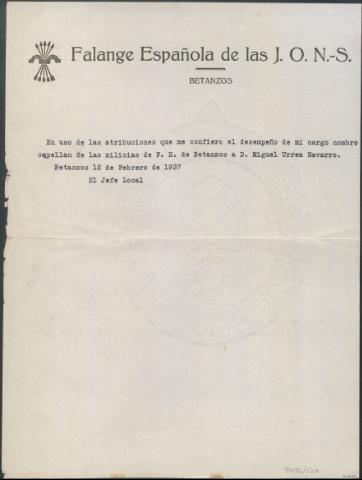 Falange Española de las J. O. N.-S.
BETANZOS
En uso de las atribuciones que me confiere el desempeño de mi cargo nombro
capellan de las milicias de F. E. de Betanzos a D. Miguel Urrea Navarro.
Betanzos 12 de Febrero de 1937
El Jefe Local